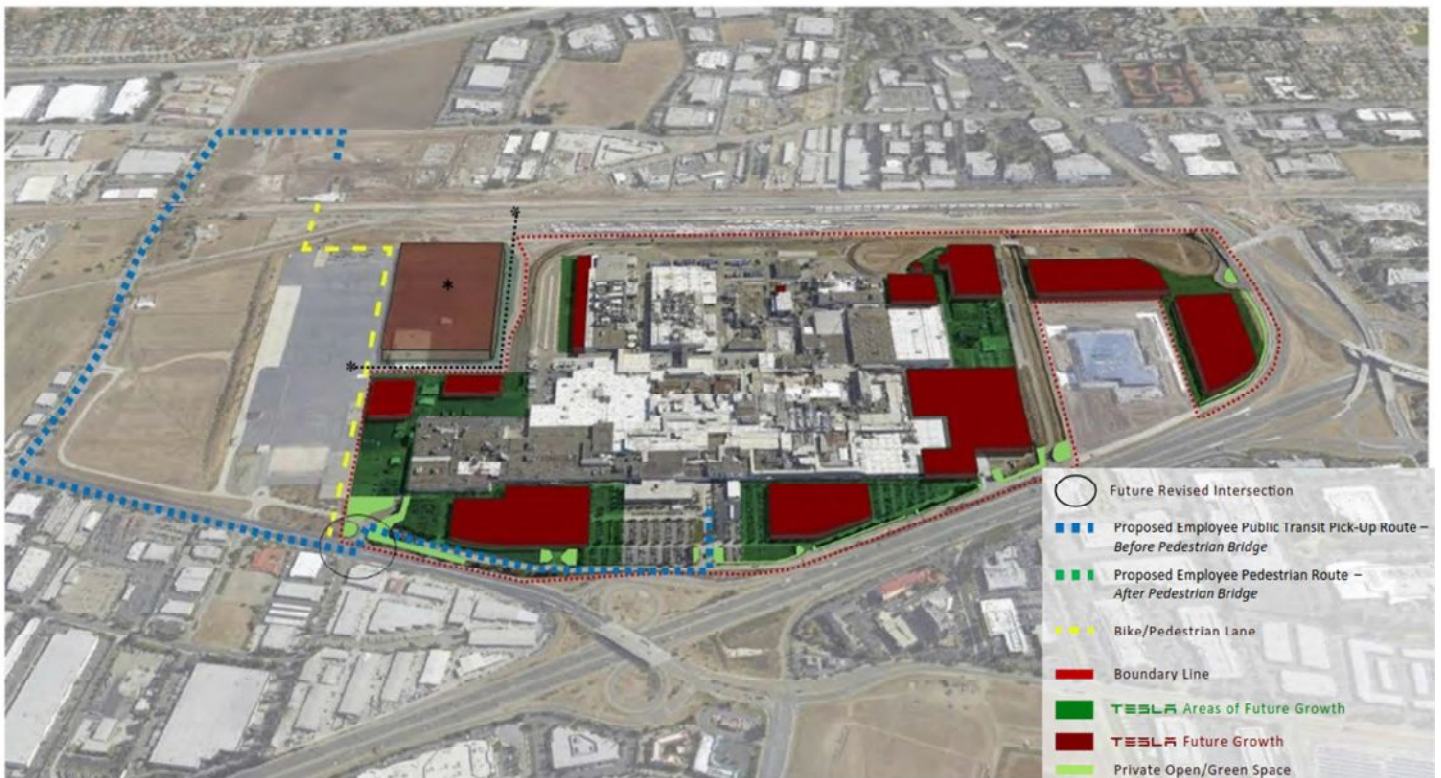 Future Revised Intersection
Proposed Employee Public Transit Pick-Up Route –
Before Pedestrian Bridge
Proposed Employee Pedestrian Route –
After Pedestrian Bridge
Bike/Pedestrian Lane
Boundary Line
TESLA Areas of Future Growth
TESLA Future Growth
Private Open/Green Space